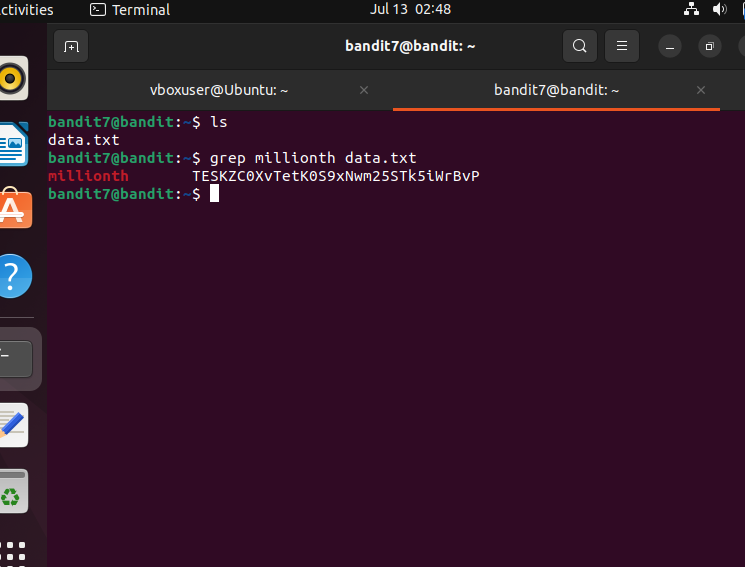 ctivities
Terminal
Jul 13 02:48
bandit7@bandit: ~
vboxuser@Ubuntu: ~ ×
bandit7@bandit: ~ ×
bandit7@bandit:~$ ls
data.txt
bandit7@bandit:~$ grep millionth data.txt
millionth TESKZC0XvTetK0S9xNwm25STk5iWrBvP
bandit7@bandit:~$